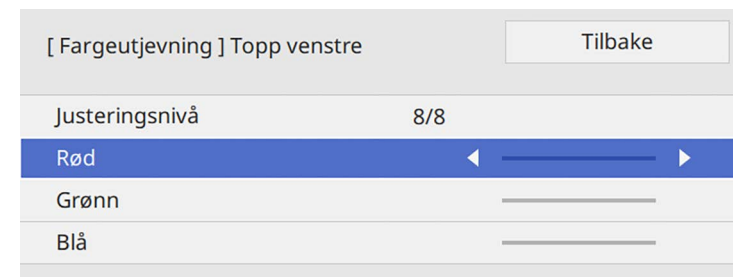 [ Fargeutjevning ] Topp venstre
Tilbake
Justeringsnivå 8/8
Rød
Grønn
Blå